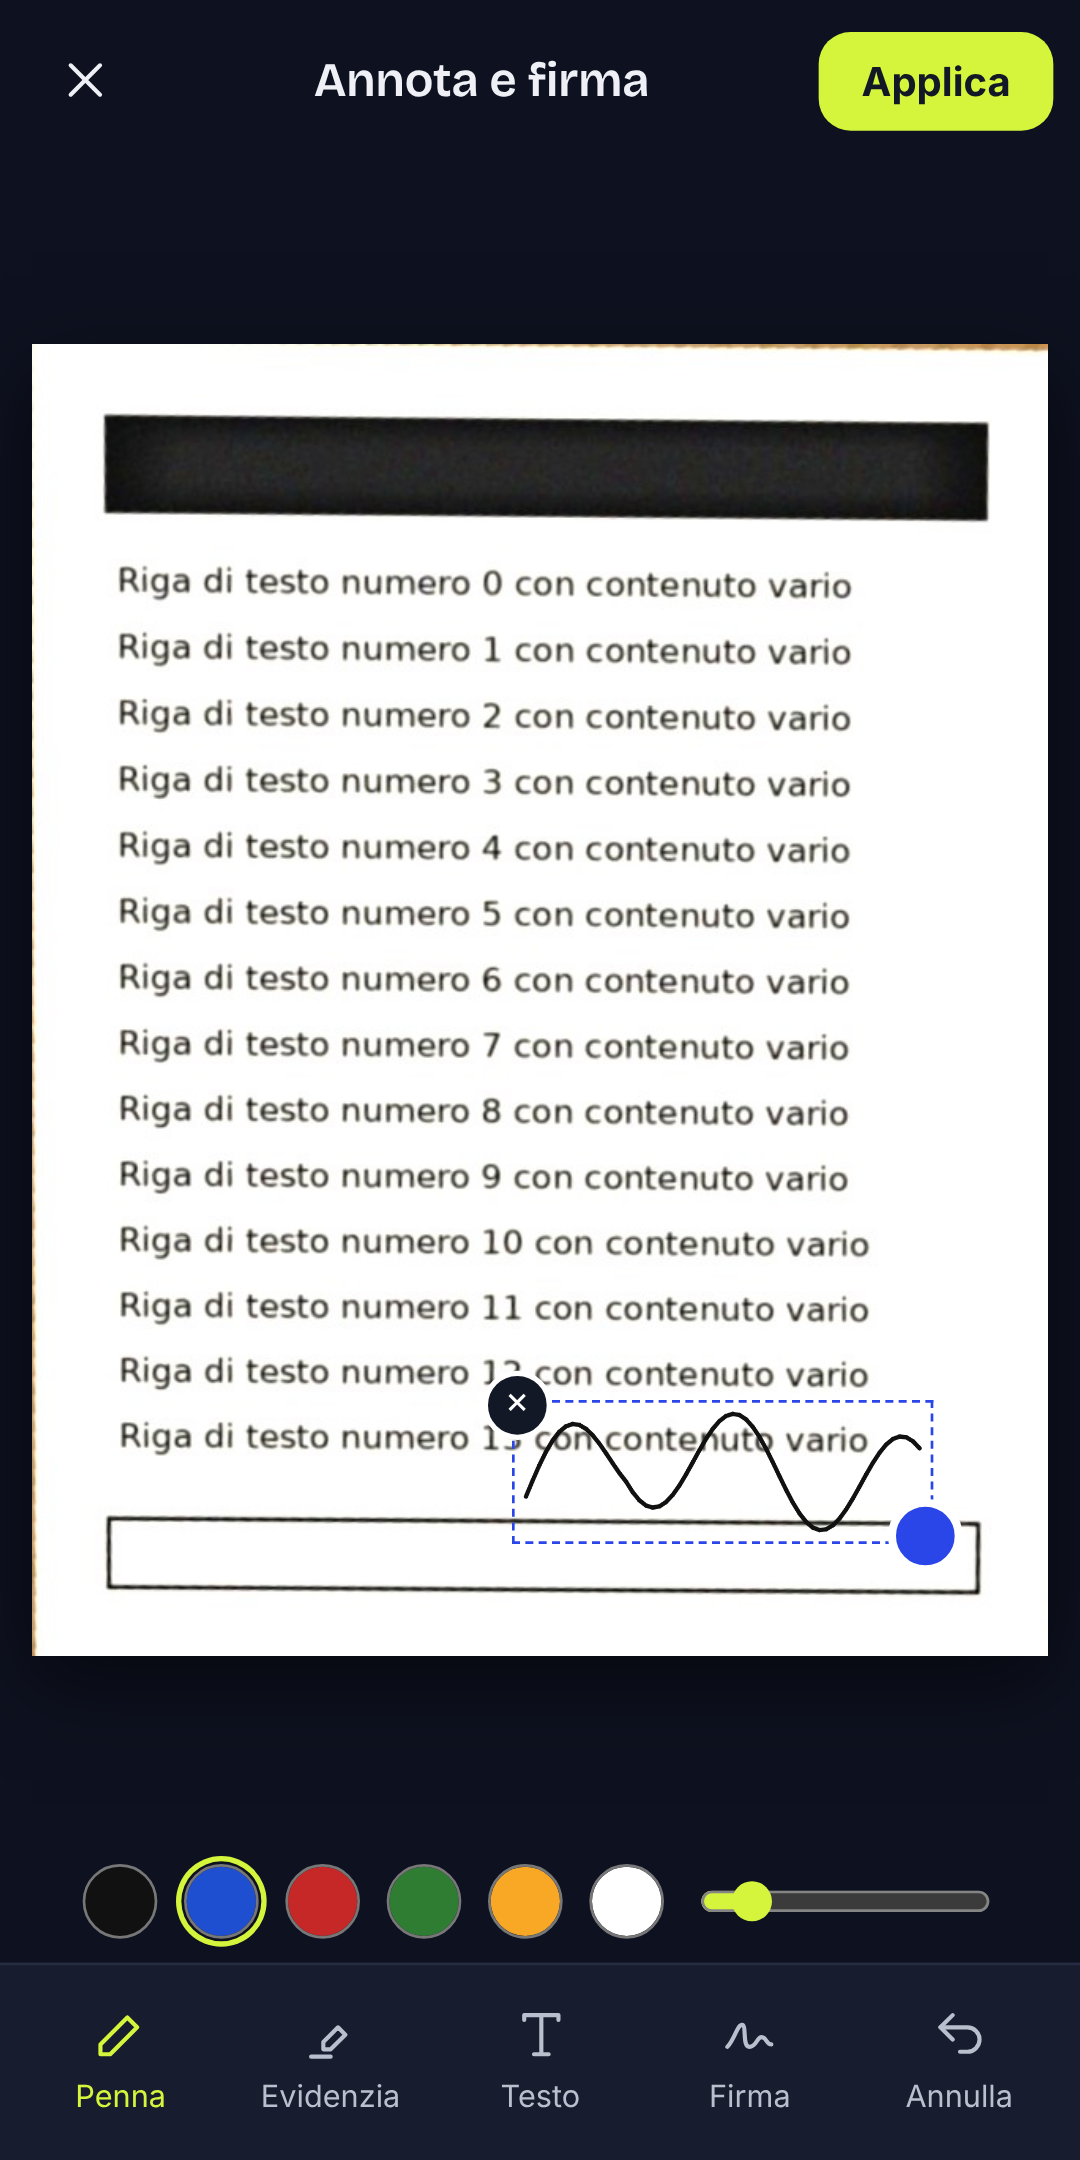 Annota e firma
Applica
Riga di testo numero 0 con contenuto vario
Riga di testo numero 1 con contenuto vario
Riga di testo numero 2 con contenuto vario
Riga di testo numero 3 con contenuto vario
Riga di testo numero 4 con contenuto vario
Riga di testo numero 5 con contenuto vario
Riga di testo numero 6 con contenuto vario
Riga di testo numero 7 con contenuto vario
Riga di testo numero 8 con contenuto vario
Riga di testo numero 9 con contenuto vario
Riga di testo numero 10 con contenuto vario
Riga di testo numero 11 con contenuto vario
Riga di testo numero 12 con contenuto vario
Riga di testo numero 13 con contenuto vario
Penna
Evidenzia
Testo
Firma
Annulla